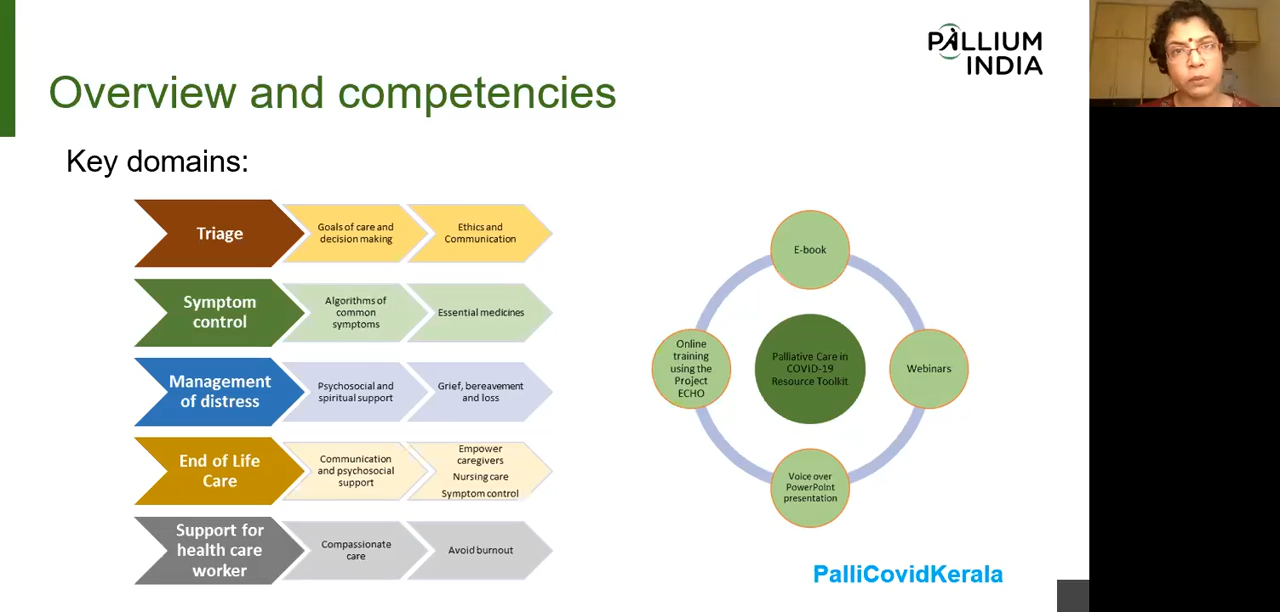 PALLIUM
INDIA
Overview and competencies
Key domains:
Triage
Goals of care and
decision making
Ethics and
Communication
Symptom
control
Algorithms of
common
symptoms
Essential medicines
Management
of distress
Psychosocial and
spiritual support
Grief, bereavement
and loss
End of Life
Care
Communication
and psychosocial
support
Empower
caregivers
Nursing care
Symptom control
Support for
health care
worker
Compassionate
care
Avoid burnout
E-book
Online
training
using the
Project
ECHO
Palliative Care in
COVID-19
Resource Toolkit
Webinars
Voice over
PowerPoint
presentation
PalliCovidKerala